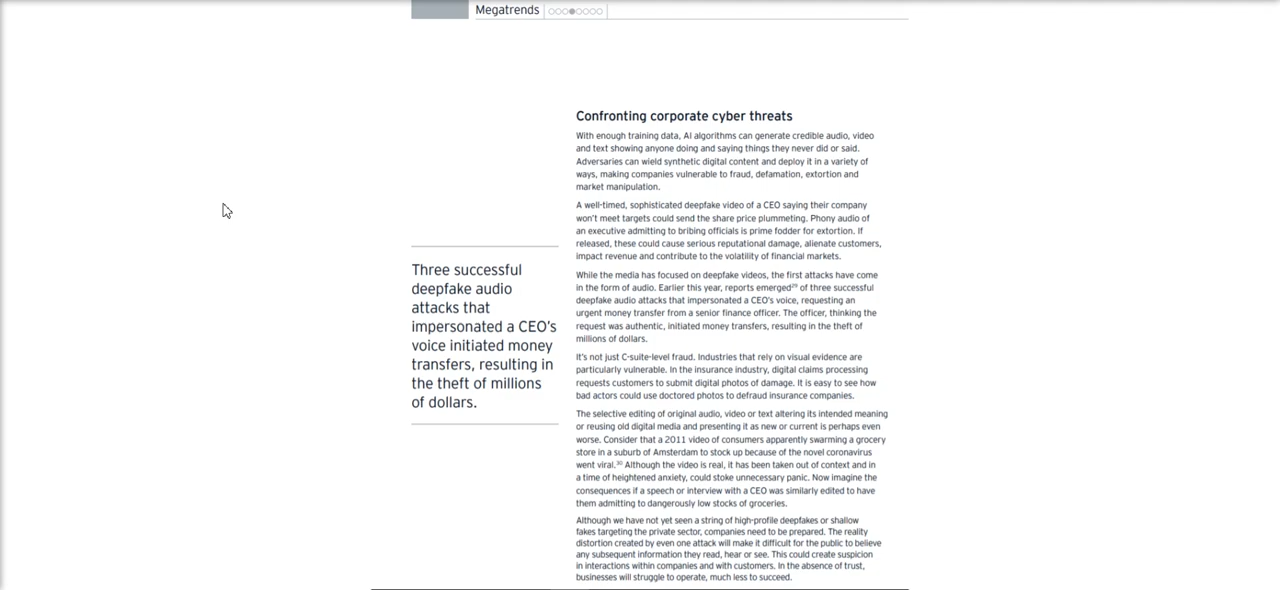 Megatrends
Confronting corporate cyber threats
With enough training data, AI algorithms can generate credible audio, video
and text showing anyone doing and saying things they never did or said.
Adversaries can wield synthetic digital content and deploy it in a variety of
ways, making companies vulnerable to fraud, defamation, extortion and
market manipulation.
A well-timed, sophisticated deepfake video of a CEO saying their company
won't meet targets could send the share price plummeting. Phony audio of
an executive admitting to bribing officials is prime fodder for extortion. If
released, these could cause serious reputational damage, alienate customers,
impact revenue and contribute to the volatility of financial markets.
Three successful
deepfake audio
attacks that
impersonated a CEO's
voice initiated money
transfers, resulting in
the theft of millions
of dollars.
While the media has focused on deepfake videos, the first attacks have come
in the form of audio. Earlier this year, reports emerged²⁹ of three successful
deepfake audio attacks that impersonated a CEO's voice, requesting an
urgent money transfer from a senior finance officer. The officer, thinking the
request was authentic, initiated money transfers, resulting in the theft of
millions of dollars.
It's not just C-suite-level fraud. Industries that rely on visual evidence are
particularly vulnerable. In the insurance industry, digital claims processing
requests customers to submit digital photos of damage. It is easy to see how
bad actors could use doctored photos to defraud insurance companies.
The selective editing of original audio, video or text altering its intended meaning
or reusing old digital media and presenting it as new or current is perhaps even
worse. Consider that a 2011 video of consumers apparently swarming a grocery
store in a suburb of Amsterdam to stock up because of the novel coronavirus
went viral.³⁰ Although the video is real, it has been taken out of context and in
a time of heightened anxiety, could stoke unnecessary panic. Now imagine the
consequences if a speech or interview with a CEO was similarly edited to have
them admitting to dangerously low stocks of groceries.
Although we have not yet seen a string of high-profile deepfakes or shallow
fakes targeting the private sector, companies need to be prepared. The reality
distortion created by even one attack will make it difficult for the public to believe
any subsequent information they read, hear or see. This could create suspicion
in interactions within companies and with customers. In the absence of trust,
businesses will struggle to operate, much less to succeed.